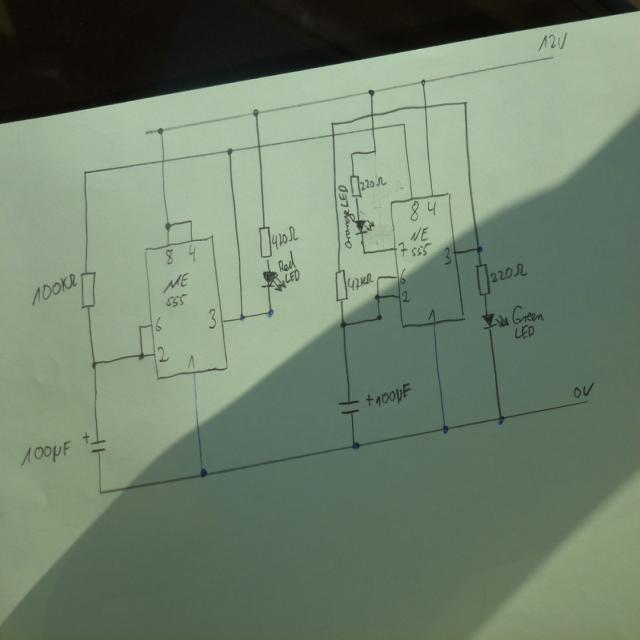 12V
8 4
NE
555
6
2
3
1
100KΩ
100µF
+
470Ω
Red
LED
220Ω
Orange LED
8 4
NE
555
7
6
2
3
1
47KΩ
+100µF
220Ω
Green
LED
0V